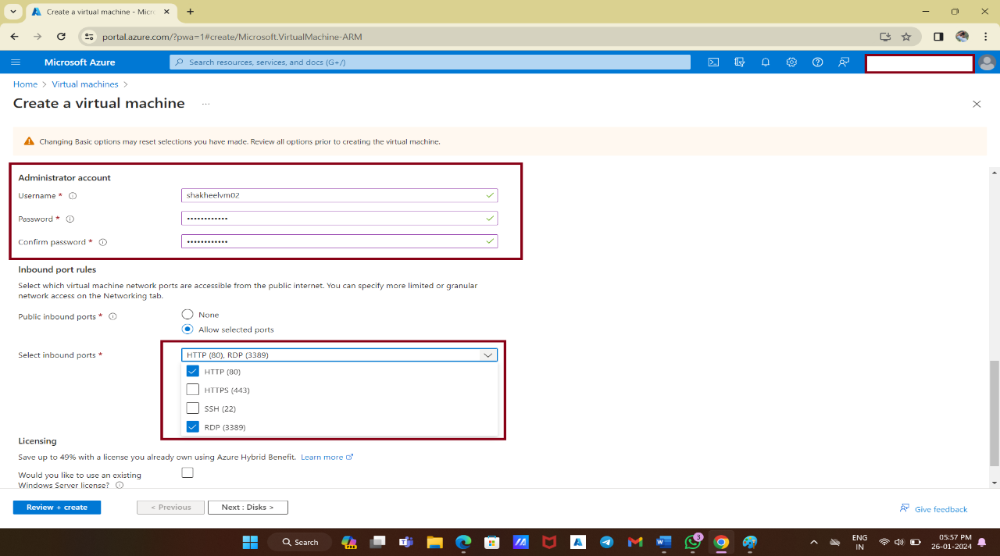 Create a virtual machine - Micr
portal.azure.com/?pwa=1#create/Microsoft.VirtualMachine-ARM
Microsoft Azure
Search resources, services, and docs (G+/)
Home > Virtual machines >
Create a virtual machine ...
Changing Basic options may reset selections you have made. Review all options prior to creating the virtual machine.
Administrator account
Username *
shakheelvm02
Password *
••••••••••••
Confirm password *
••••••••••••
Inbound port rules
Select which virtual machine network ports are accessible from the public internet. You can specify more limited or granular
network access on the Networking tab.
Public inbound ports *
None
Allow selected ports
Select inbound ports *
HTTP (80), RDP (3389)
HTTP (80)
HTTPS (443)
SSH (22)
RDP (3389)
Licensing
Save up to 49% with a license you already own using Azure Hybrid Benefit. Learn more
Would you like to use an existing
Windows Server license?
Review + create
< Previous
Next : Disks >
Give feedback
Search
PRE
3
ENG
IN
05:57 PM
26-01-2024